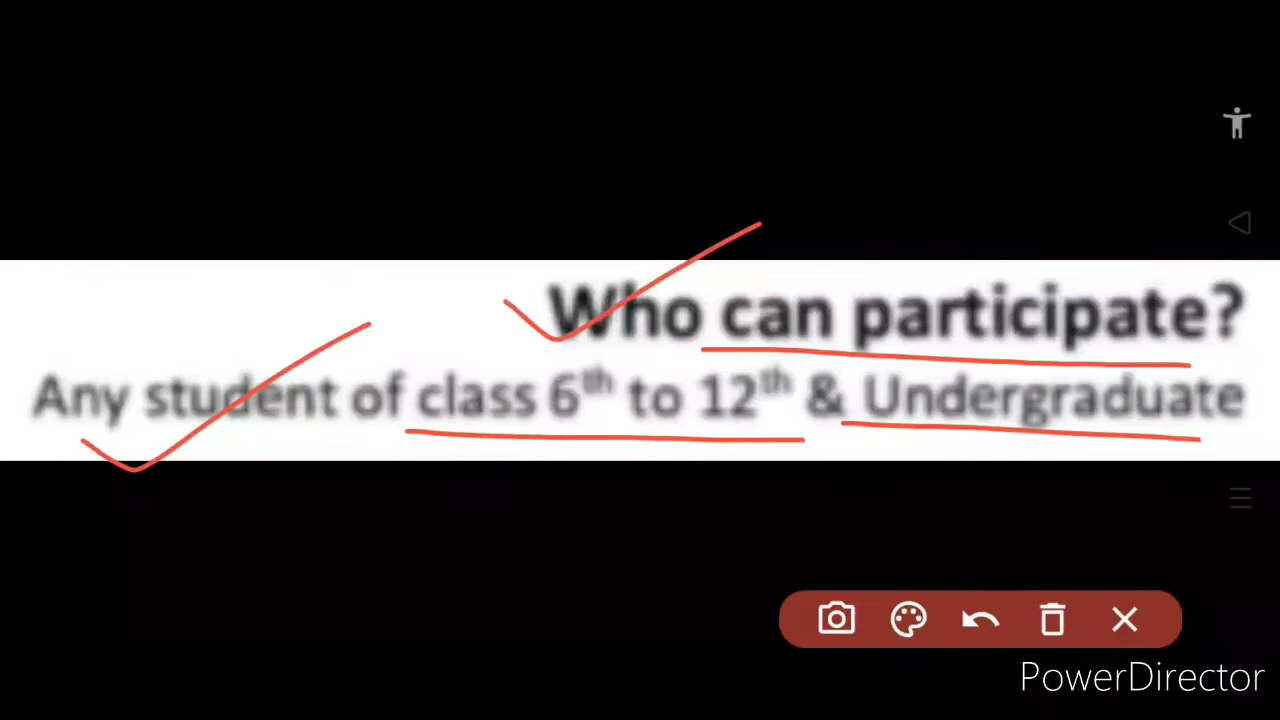 Who can participate?
Any student of class 6th to 12th & Undergraduate
PowerDirector